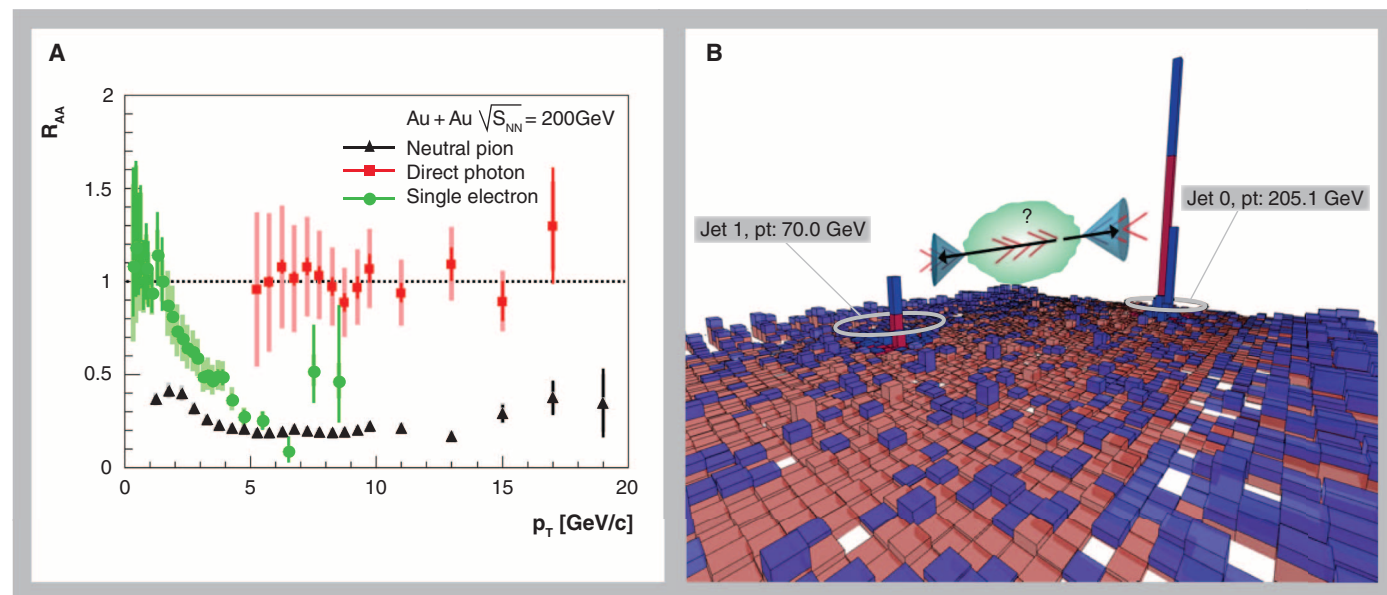 A
R_AA
2
1.5
1
0.5
0
0
5
10
15
20
p_T [GeV/c]
Au + Au √S_NN = 200GeV
Neutral pion
Direct photon
Single electron
B
?
Jet 0, pt: 205.1 GeV
Jet 1, pt: 70.0 GeV